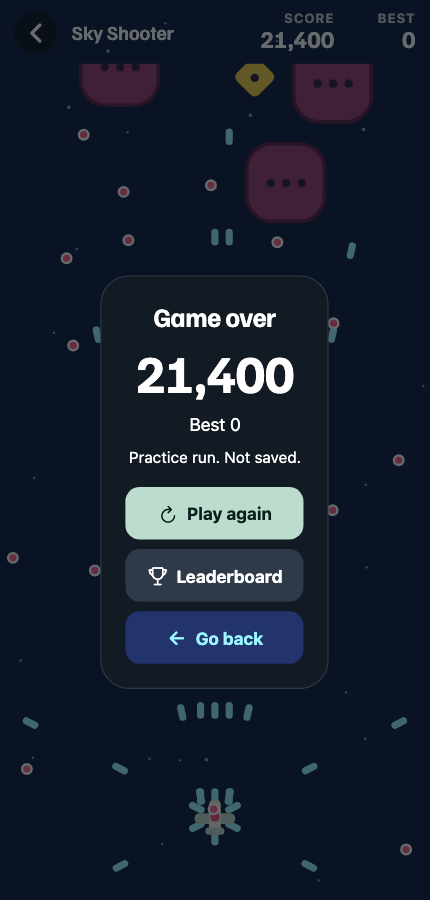 Sky Shooter
SCORE
21,400
BEST
0
Game over
21,400
Best 0
Practice run. Not saved.
Play again
Leaderboard
Go back